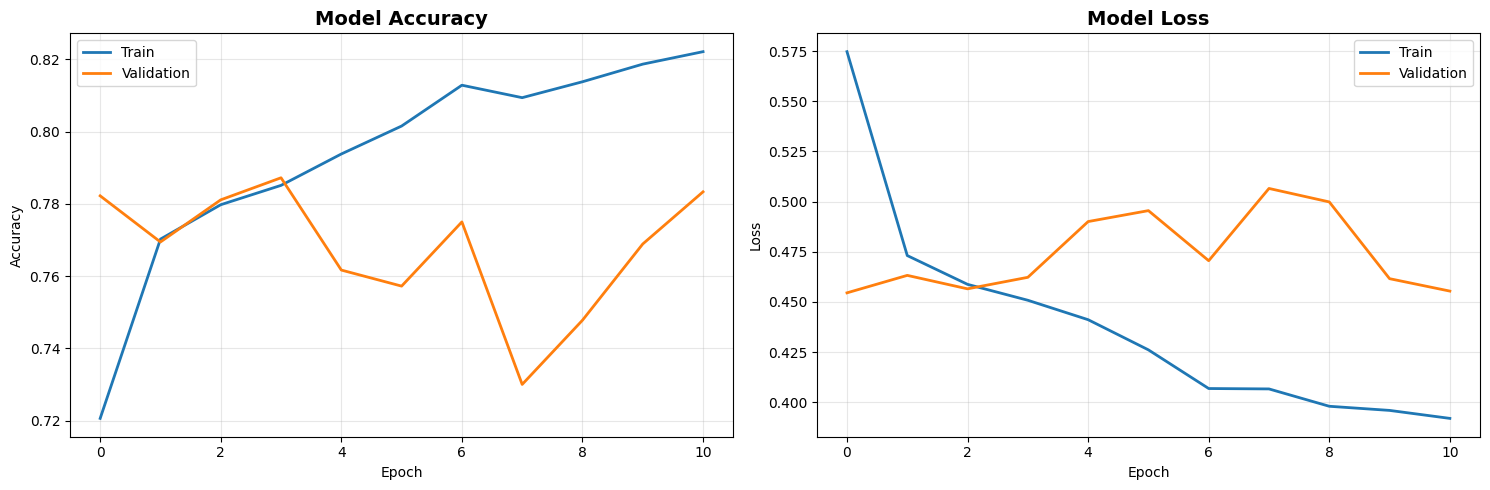 Model Accuracy
Train
Validation
0.82
0.80
0.78
0.76
0.74
0.72
Accuracy
0 2 4 6 8 10
Epoch
Model Loss
Train
Validation
0.575
0.550
0.525
0.500
0.475
0.450
0.425
0.400
Loss
0 2 4 6 8 10
Epoch